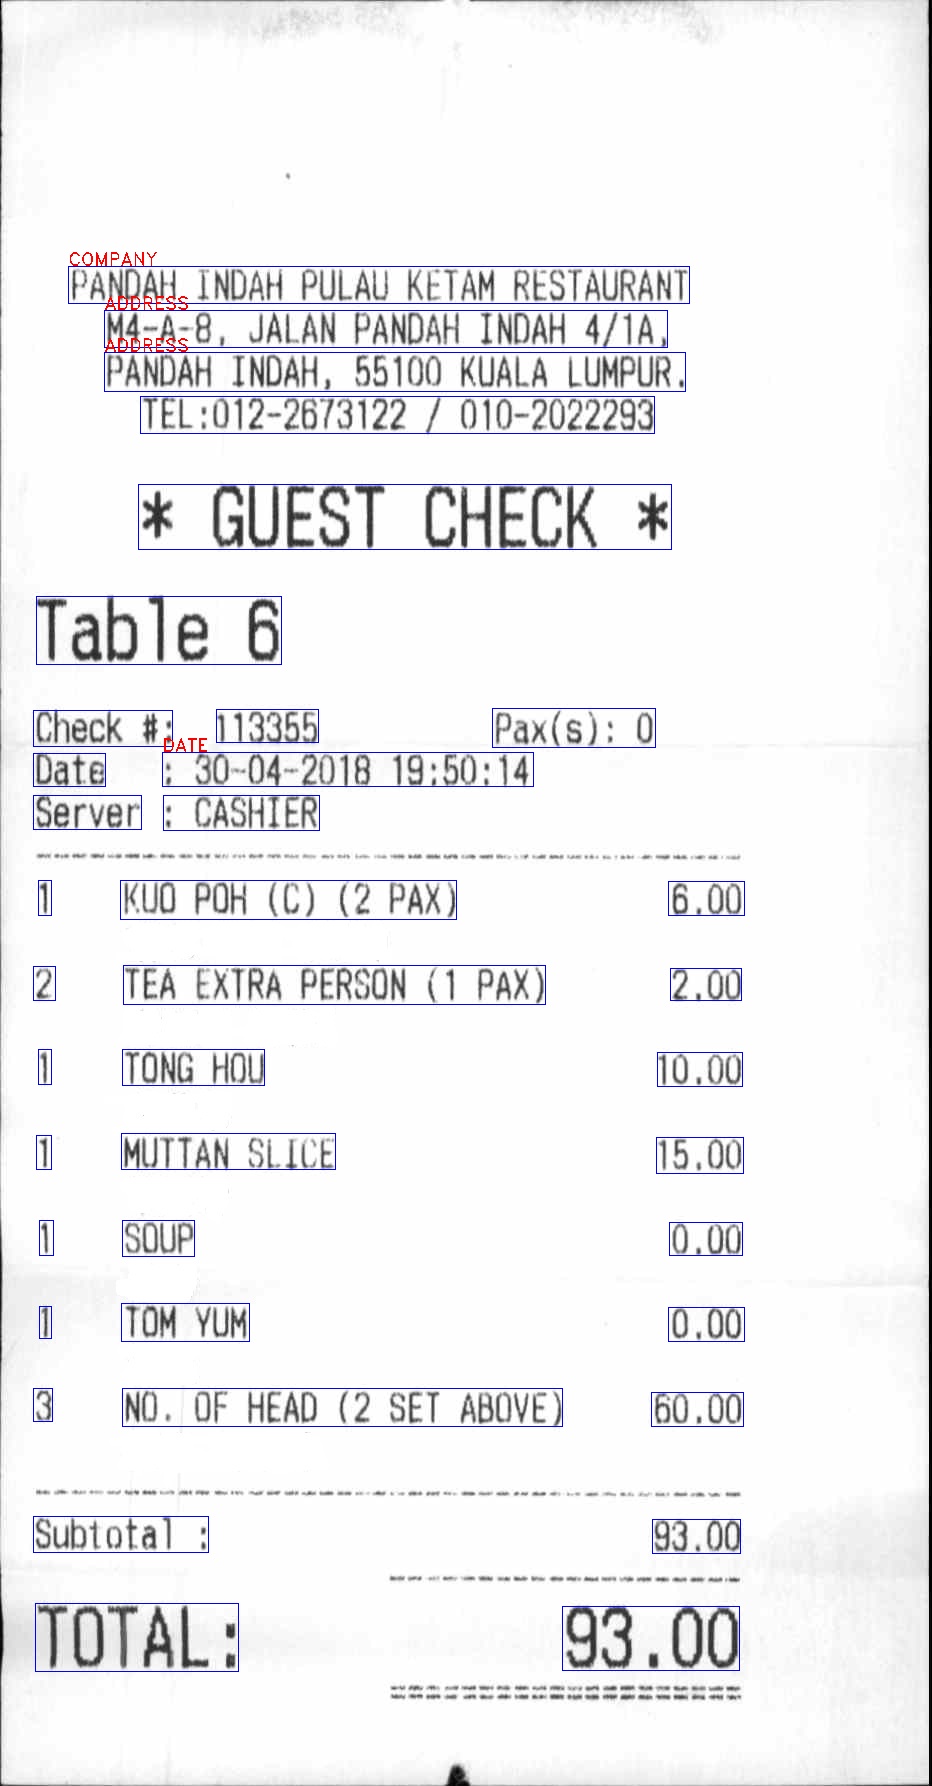 COMPANY
PANDAH INDAH PULAU KETAM RESTAURANT
ADDRESS
M4-A-8, JALAN PANDAH INDAH 4/1A,
ADDRESS
PANDAH INDAH, 55100 KUALA LUMPUR.
TEL:012-2673122 / 010-2022293
* GUEST CHECK *
Table 6
Check #: 113355 Pax(s): 0
DATE
Date : 30-04-2018 19:50:14
Server : CASHIER
1 KUO POH (C) (2 PAX) 6.00
2 TEA EXTRA PERSON (1 PAX) 2.00
1 TONG HOU 10.00
1 MUTTAN SLICE 15.00
1 SOUP 0.00
1 TOM YUM 0.00
3 NO. OF HEAD (2 SET ABOVE) 60.00
Subtotal : 93.00
TOTAL: 93.00